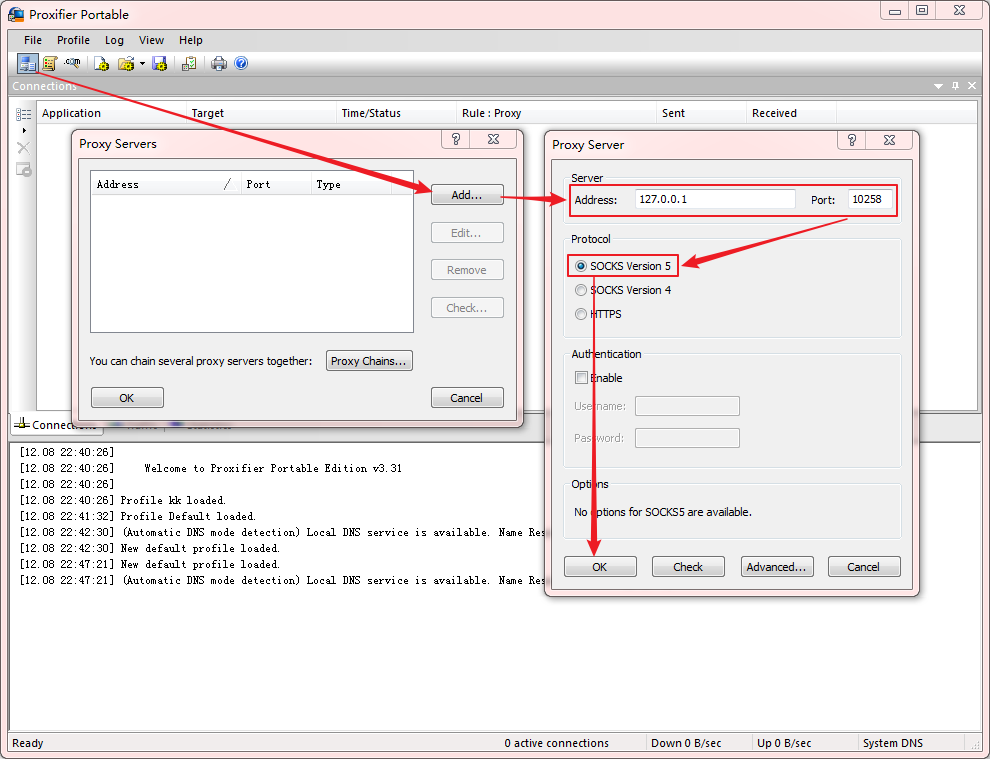 Proxifier Portable
File Profile Log View Help
.com
Connections
Application Target Time/Status Rule : Proxy Sent Received
Proxy Servers
Address / Port Type
Add...
Edit...
Remove
Check...
You can chain several proxy servers together: Proxy Chains...
OK Cancel
Proxy Server
Server
Address: 127.0.0.1 Port: 10258
Protocol
SOCKS Version 5
SOCKS Version 4
HTTPS
Authentication
Enable
Username:
Password:
Options
No options for SOCKS5 are available.
OK Check Advanced... Cancel
Connections Traffic Statistics
[12.08 22:40:26]
[12.08 22:40:26] Welcome to Proxifier Portable Edition v3.31
[12.08 22:40:26]
[12.08 22:40:26] Profile kk loaded.
[12.08 22:41:32] Profile Default loaded.
[12.08 22:42:30] (Automatic DNS mode detection) Local DNS service is available. Name Res
[12.08 22:42:30] New default profile loaded.
[12.08 22:47:21] New default profile loaded.
[12.08 22:47:21] (Automatic DNS mode detection) Local DNS service is available. Name Res
Ready 0 active connections Down 0 B/sec Up 0 B/sec System DNS